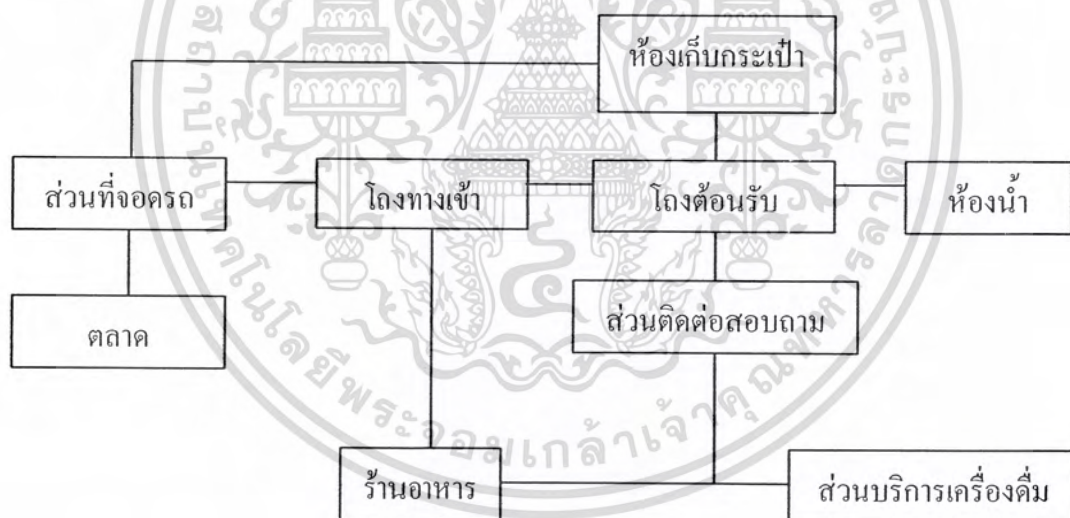 ห้องเก็บกระเป๋า
ส่วนที่จอดรถ
โถงทางเข้า
โถงต้อนรับ
ห้องน้ำ
ตลาด
ส่วนติดต่อสอบถาม
ร้านอาหาร
ส่วนบริการเครื่องดื่ม